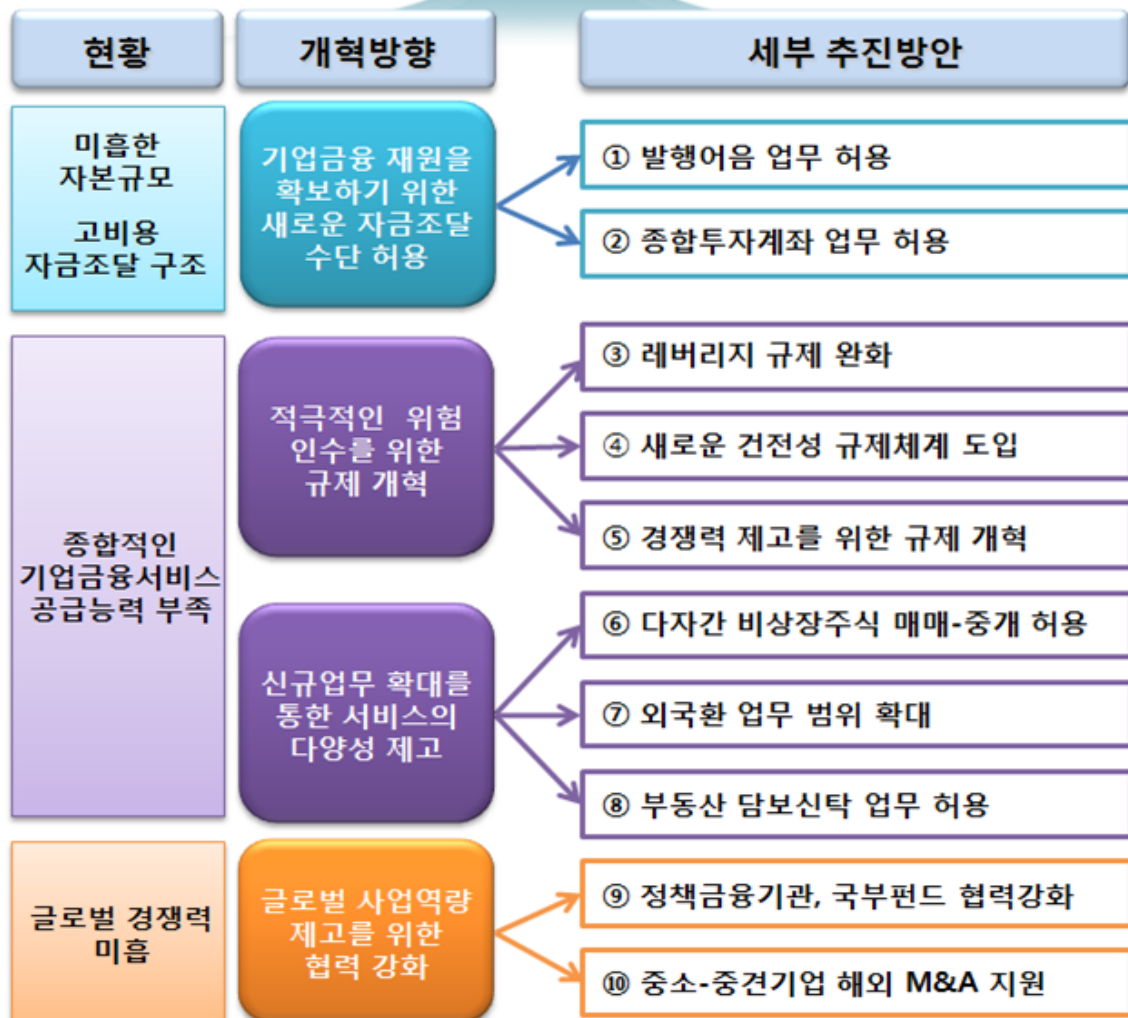 현황
개혁방향
세부 추진방안
미흡한
자본규모
고비용
자금조달 구조
기업금융 재원을
확보하기 위한
새로운 자금조달
수단 허용
① 발행어음 업무 허용
② 종합투자계좌 업무 허용
종합적인
기업금융서비스
공급능력 부족
적극적인 위험
인수를 위한
규제 개혁
③ 레버리지 규제 완화
④ 새로운 건전성 규제체계 도입
⑤ 경쟁력 제고를 위한 규제 개혁
신규업무 확대를
통한 서비스의
다양성 제고
⑥ 다자간 비상장주식 매매-중개 허용
⑦ 외국환 업무 범위 확대
⑧ 부동산 담보신탁 업무 허용
글로벌 경쟁력
미흡
글로벌 사업역량
제고를 위한
협력 강화
⑨ 정책금융기관, 국부펀드 협력강화
⑩ 중소-중견기업 해외 M&A 지원